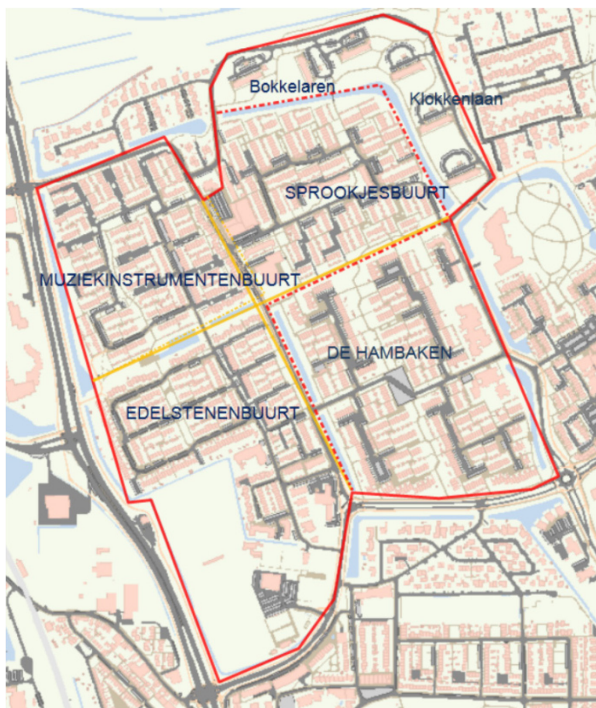 Bokkelaren
Klokkenlaan
SPROOKJESBUURT
MUZIEKINSTRUMENTENBUURT
DE HAMBAKEN
EDELSTENENBUURT